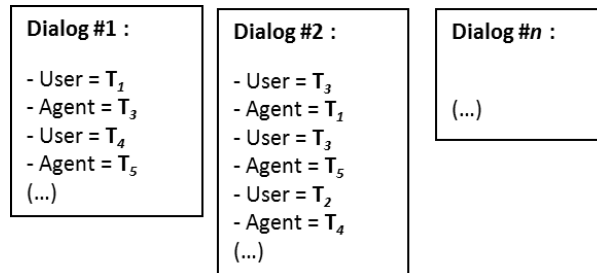 Dialog #1 :
- User = T1
- Agent = T3
- User = T4
- Agent = T5
(...)
Dialog #2 :
- User = T3
- Agent = T1
- User = T3
- Agent = T5
- User = T2
- Agent = T4
(...)
Dialog #n :
(...)